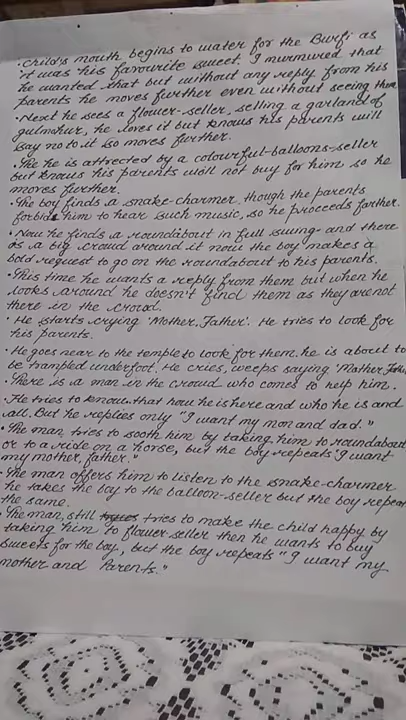 • Child's mouth begins to water for the Burfi as
it was his favourite sweet. I murmured that
he wanted that but without any reply from his
parents he moves further even without seeing them
• Next he sees a flower-seller, selling a garland of
gulmohur, he loves it but knows his parents will
say no to it so moves further.
• The he is attrected by a colourful-balloons-seller
but knows his parents will not buy for him so he
moves further.
• The boy finds a snake-charmer though the parents
forbids him to hear such music, so he proceeds farther.
• Now he finds a roundabout in full swing and there
is a big crowd around it now the boy makes a
bold request to go on the roundabout to his parents.
• This time he wants a reply from them but when he
looks around he doesn't find them as they are not
there in the crowd.
• He starts crying 'Mother, Father'. He tries to look for
his parents.
• He goes near to the temple to look for them. he is about to
be trampled underfoot. He cries, weeps saying 'Mather, Father
• There is a man in the crowd who comes to help him.
• He tries to know that how he is here and who he is and
all. But he replies only "I want my mom and dad."
• The man tries to sooth him by taking him to roundabout
or to a ride on a horse, but the boy repeats 'I want
my mother, father."
• The man offers him to listen to the snake-charmer
he takes the boy to the balloon-seller but the boy repeat
the same.
• The man, still tries to make the child happy by
taking him to flower seller then he wants to buy
sweets for the boy, but the boy repeats "I want my
mother and Parents."